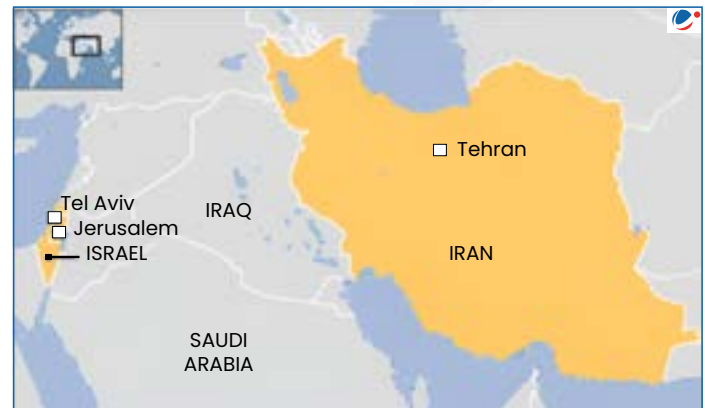 Tehran
Tel Aviv
Jerusalem
ISRAEL
IRAQ
IRAN
SAUDI
ARABIA